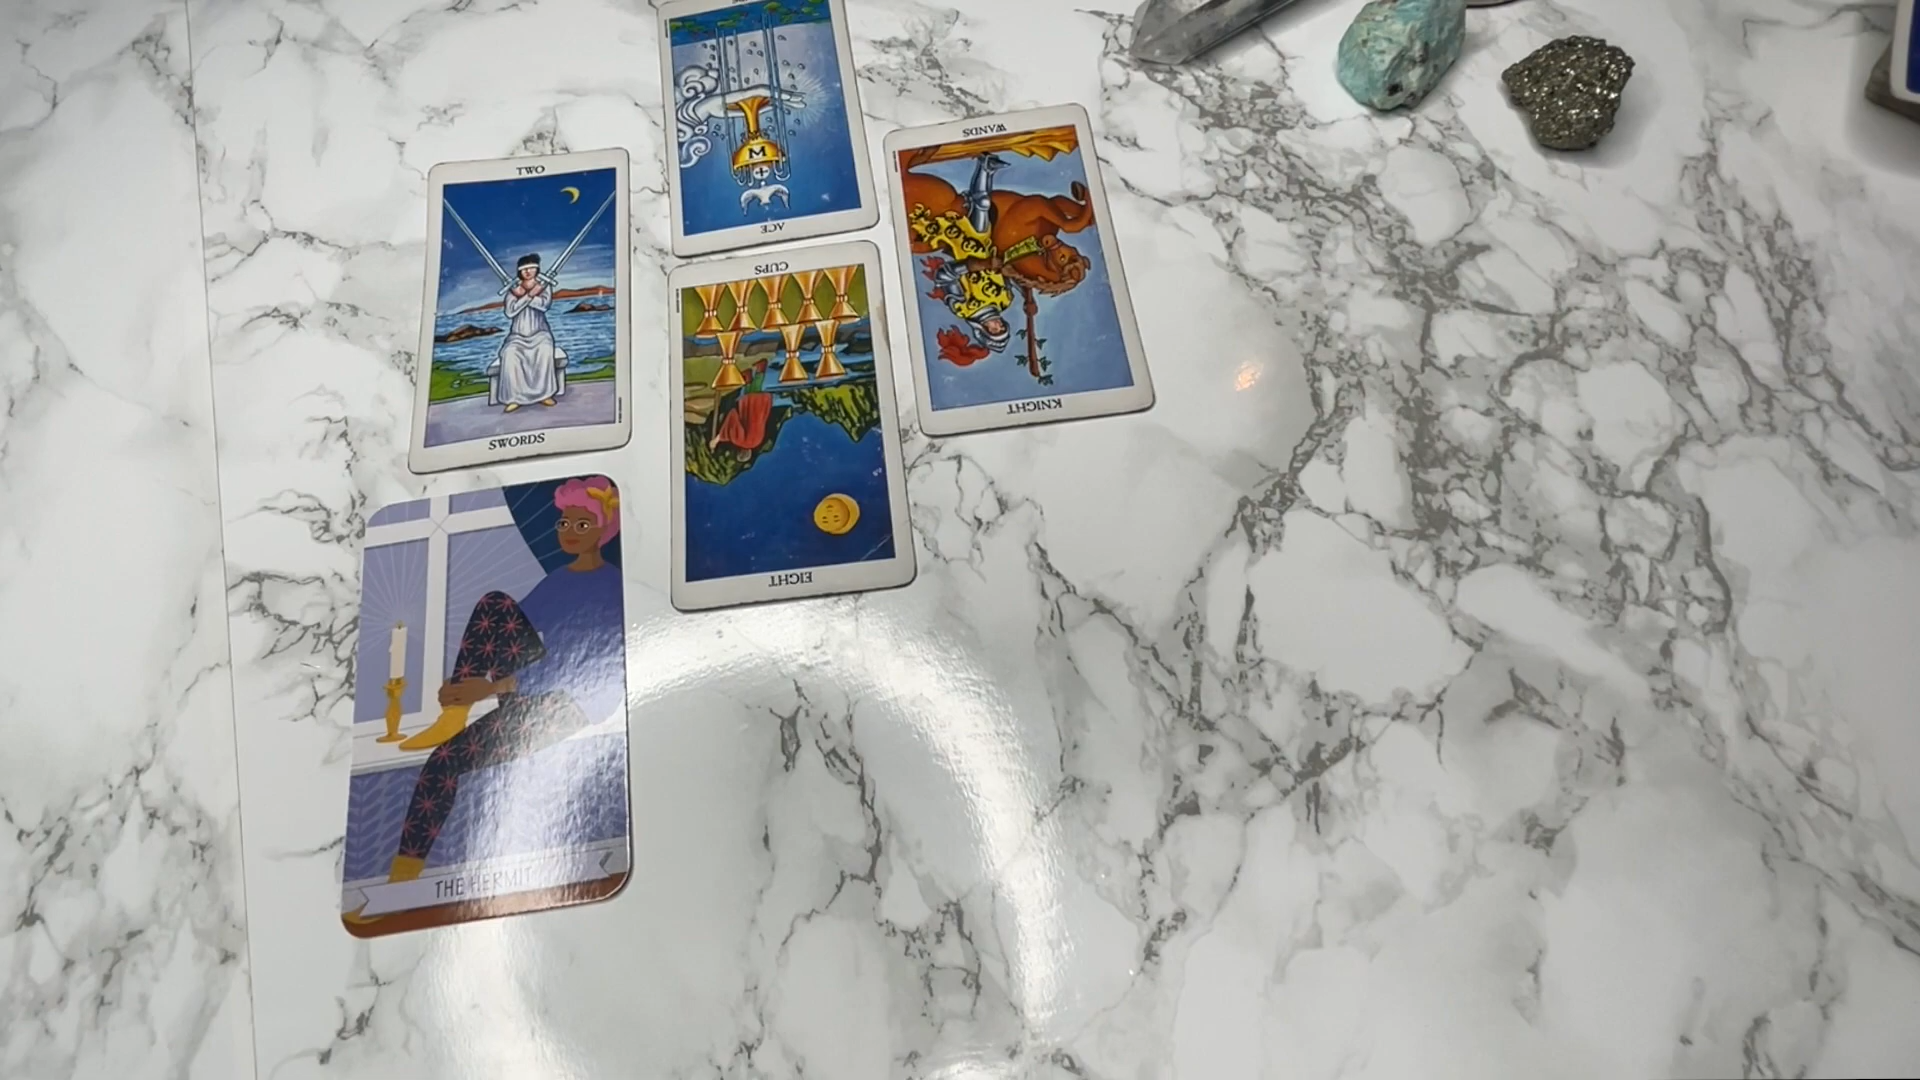 TWO
SWORDS
M
ACE
CUPS
EIGHT
WANDS
KNIGHT
THE HERMIT